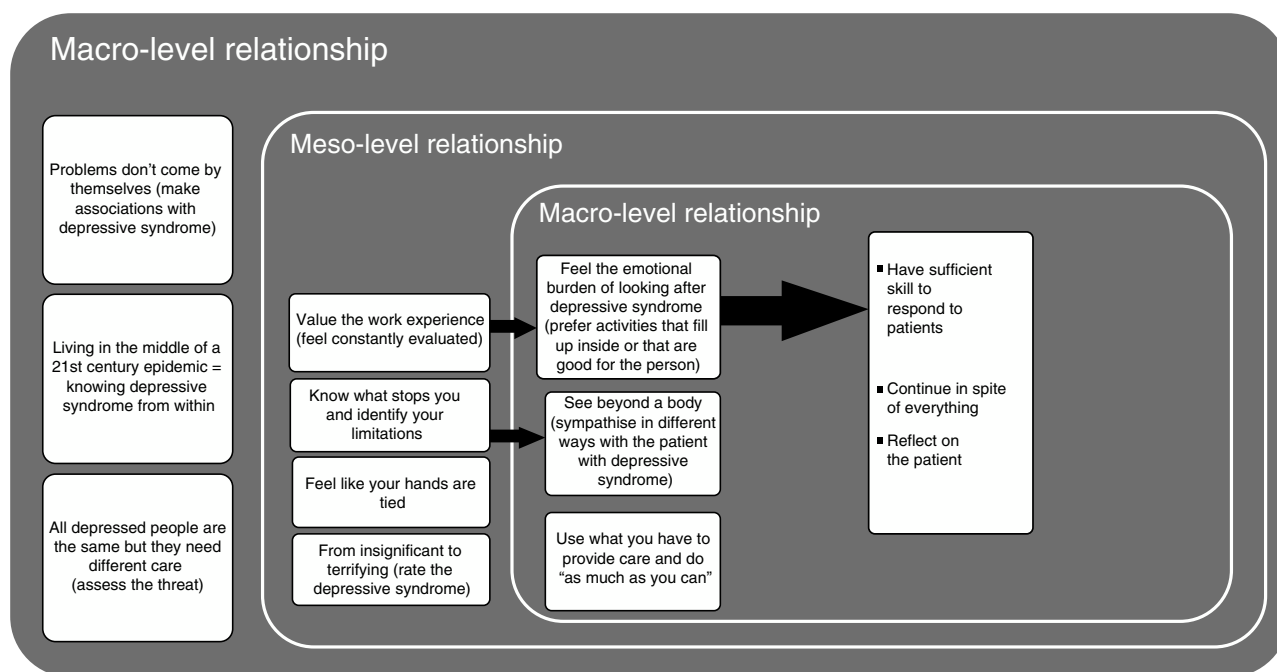 Macro-level relationship
Problems don't come by
themselves (make
associations with
depressive syndrome)
Living in the middle of a
21st century epidemic =
knowing depressive
syndrome from within
All depressed people are
the same but they need
different care
(assess the threat)
Meso-level relationship
Value the work experience
(feel constantly evaluated)
Know what stops you
and identify your
limitations
Feel like your hands are
tied
From insignificant to
terrifying (rate the
depressive syndrome)
Macro-level relationship
Feel the emotional
burden of looking after
depressive syndrome
(prefer activities that fill
up inside or that are
good for the person)
See beyond a body
(sympathise in different
ways with the patient
with depressive
syndrome)
Use what you have to
provide care and do
“as much as you can”
▪ Have sufficient
skill to
respond to
patients
▪ Continue in spite
of everything
▪ Reflect on
the patient